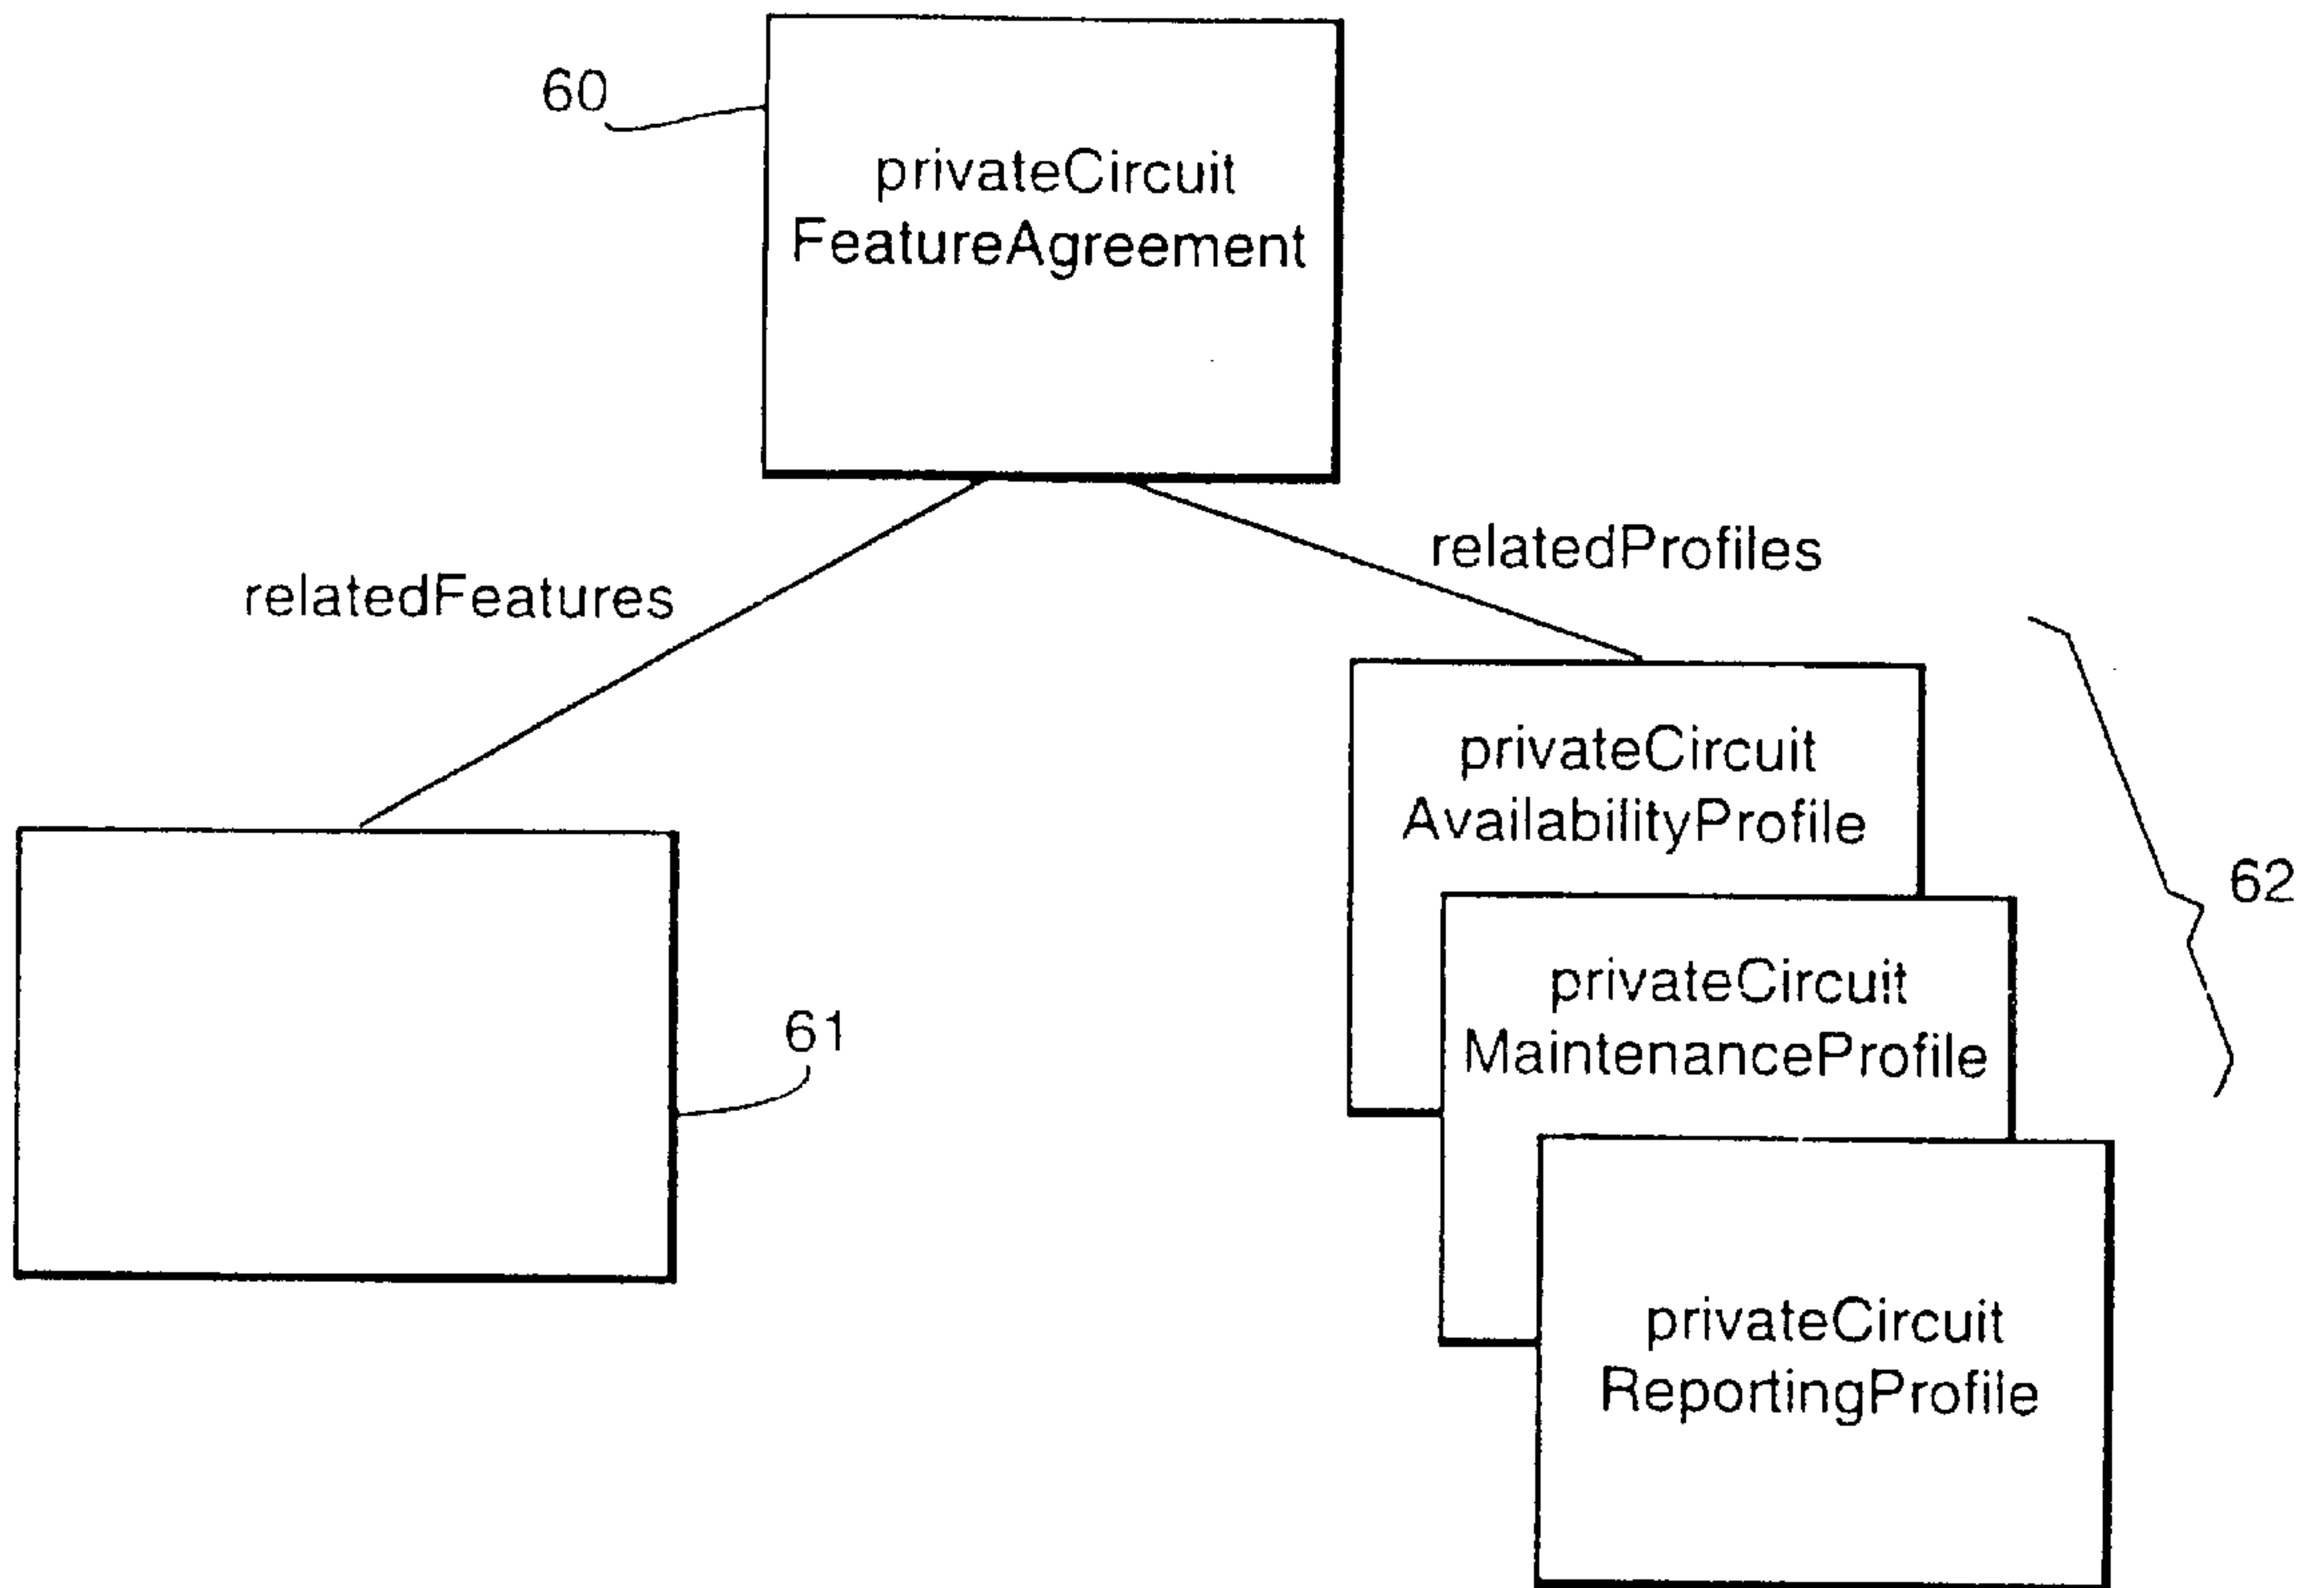 60
privateCircuit
FeatureAgreement
relatedFeatures
relatedProfiles
privateCircuit
AvailabilityProfile
62
privateCircuit
MaintenanceProfile
61
privateCircuit
ReportingProfile